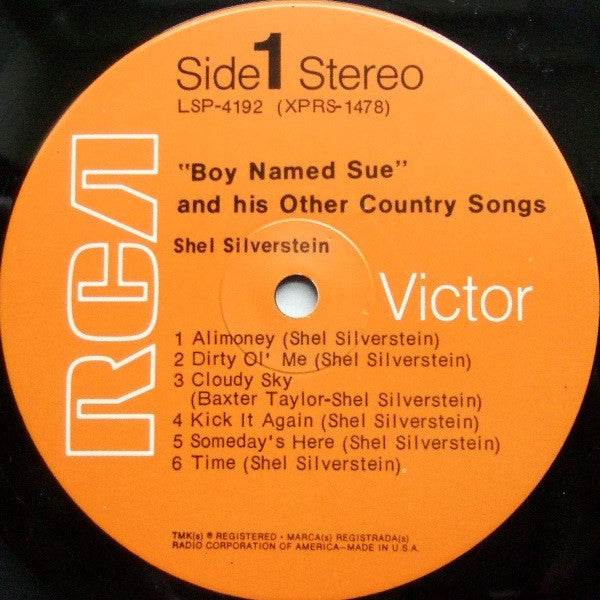 Side 1 Stereo
LSP-4192 (XPRS-1478)
"Boy Named Sue"
and his Other Country Songs
Shel Silverstein
RCA
Victor
1 Alimoney (Shel Silverstein)
2 Dirty Ol' Me (Shel Silverstein)
3 Cloudy Sky
(Baxter Taylor-Shel Silverstein)
4 Kick It Again (Shel Silverstein)
5 Someday's Here (Shel Silverstein)
6 Time (Shel Silverstein)
TMK(s) ® REGISTERED • MARCA(s) REGISTRADA(s)
RADIO CORPORATION OF AMERICA—MADE IN U.S.A.